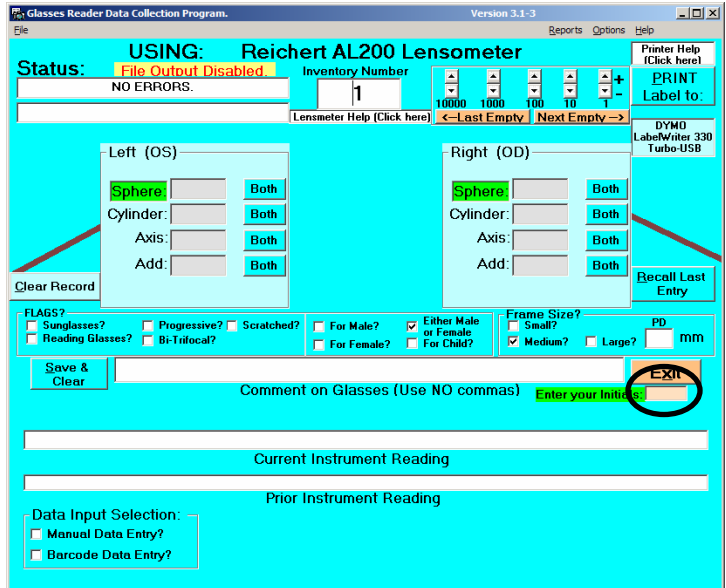 Glasses Reader Data Collection Program. Version 3.1-3
File Reports Options Help
USING: Reichert AL200 Lensometer
Printer Help
(Click here)
Status: File Output Disabled.
NO ERRORS.
Inventory Number
1
Lensmeter Help (Click here)
+
-
10000 1000 100 10 1
<--Last Empty Next Empty -->
PRINT
Label to:
DYMO
LabelWriter 330
Turbo-USB
Left (OS)
Sphere: Both
Cylinder: Both
Axis: Both
Add: Both
Right (OD)
Sphere: Both
Cylinder: Both
Axis: Both
Add: Both
Clear Record
Recall Last
Entry
FLAGS?
Sunglasses? Progressive? Scratched?
Reading Glasses? Bi-Trifocal?
For Male? Either Male
or Female
For Female? For Child?
Frame Size?
Small?
Medium? Large?
PD
mm
Save &
Clear
Exit
Comment on Glasses (Use NO commas)
Enter your Initials:
Current Instrument Reading
Prior Instrument Reading
Data Input Selection:
Manual Data Entry?
Barcode Data Entry?